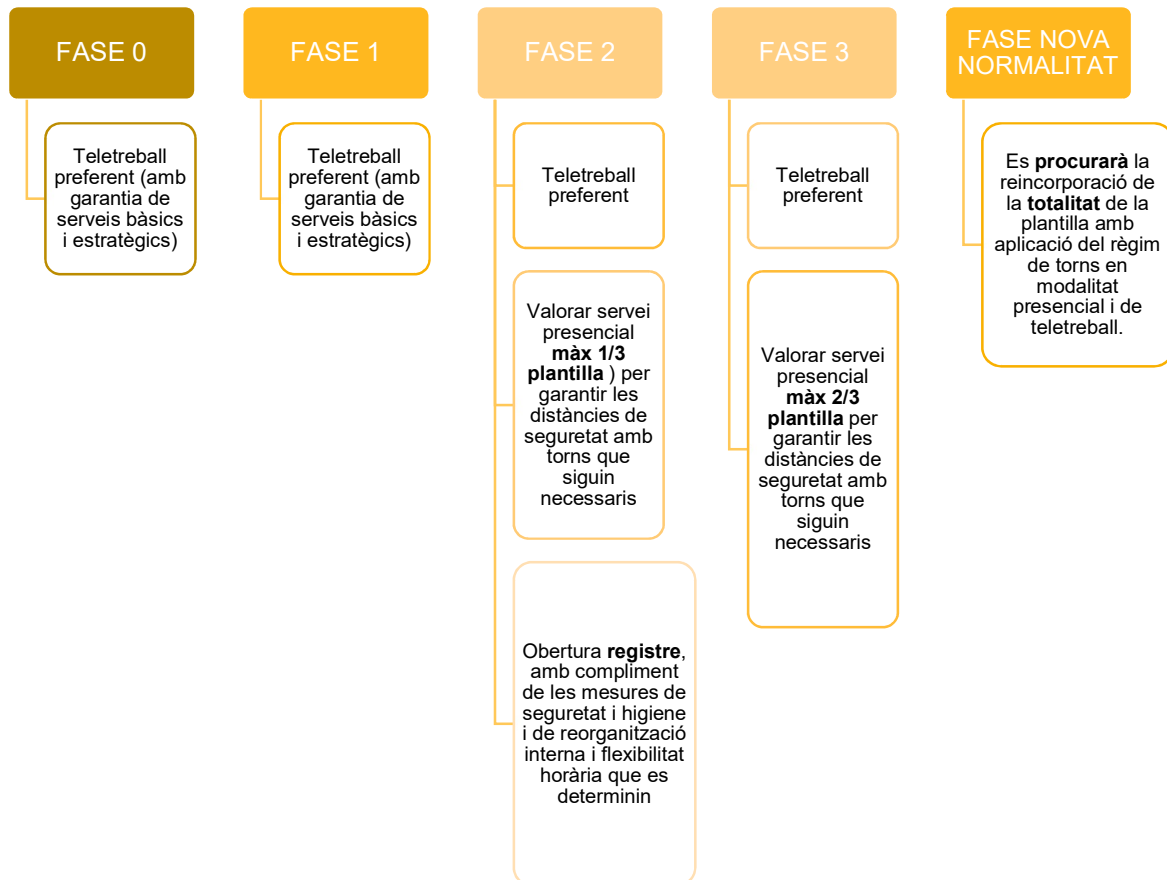 FASE 0
Teletreball
preferent (amb
garantia de
serveis bàsics
i estratègics)
FASE 1
Teletreball
preferent (amb
garantia de
serveis bàsics
i estratègics)
FASE 2
Teletreball
preferent
Valorar servei
presencial
màx 1/3
plantilla ) per
garantir les
distàncies de
seguretat amb
torns que
siguin
necessaris
Obertura registre,
amb compliment
de les mesures de
seguretat i higiene
i de reorganització
interna i flexibilitat
horària que es
determinin
FASE 3
Teletreball
preferent
Valorar servei
presencial
màx 2/3
plantilla per
garantir les
distàncies de
seguretat amb
torns que
siguin
necessaris
FASE NOVA
NORMALITAT
Es procurarà la
reincorporació de
la totalitat de la
plantilla amb
aplicació del règim
de torns en
modalitat
presencial i de
teletreball.